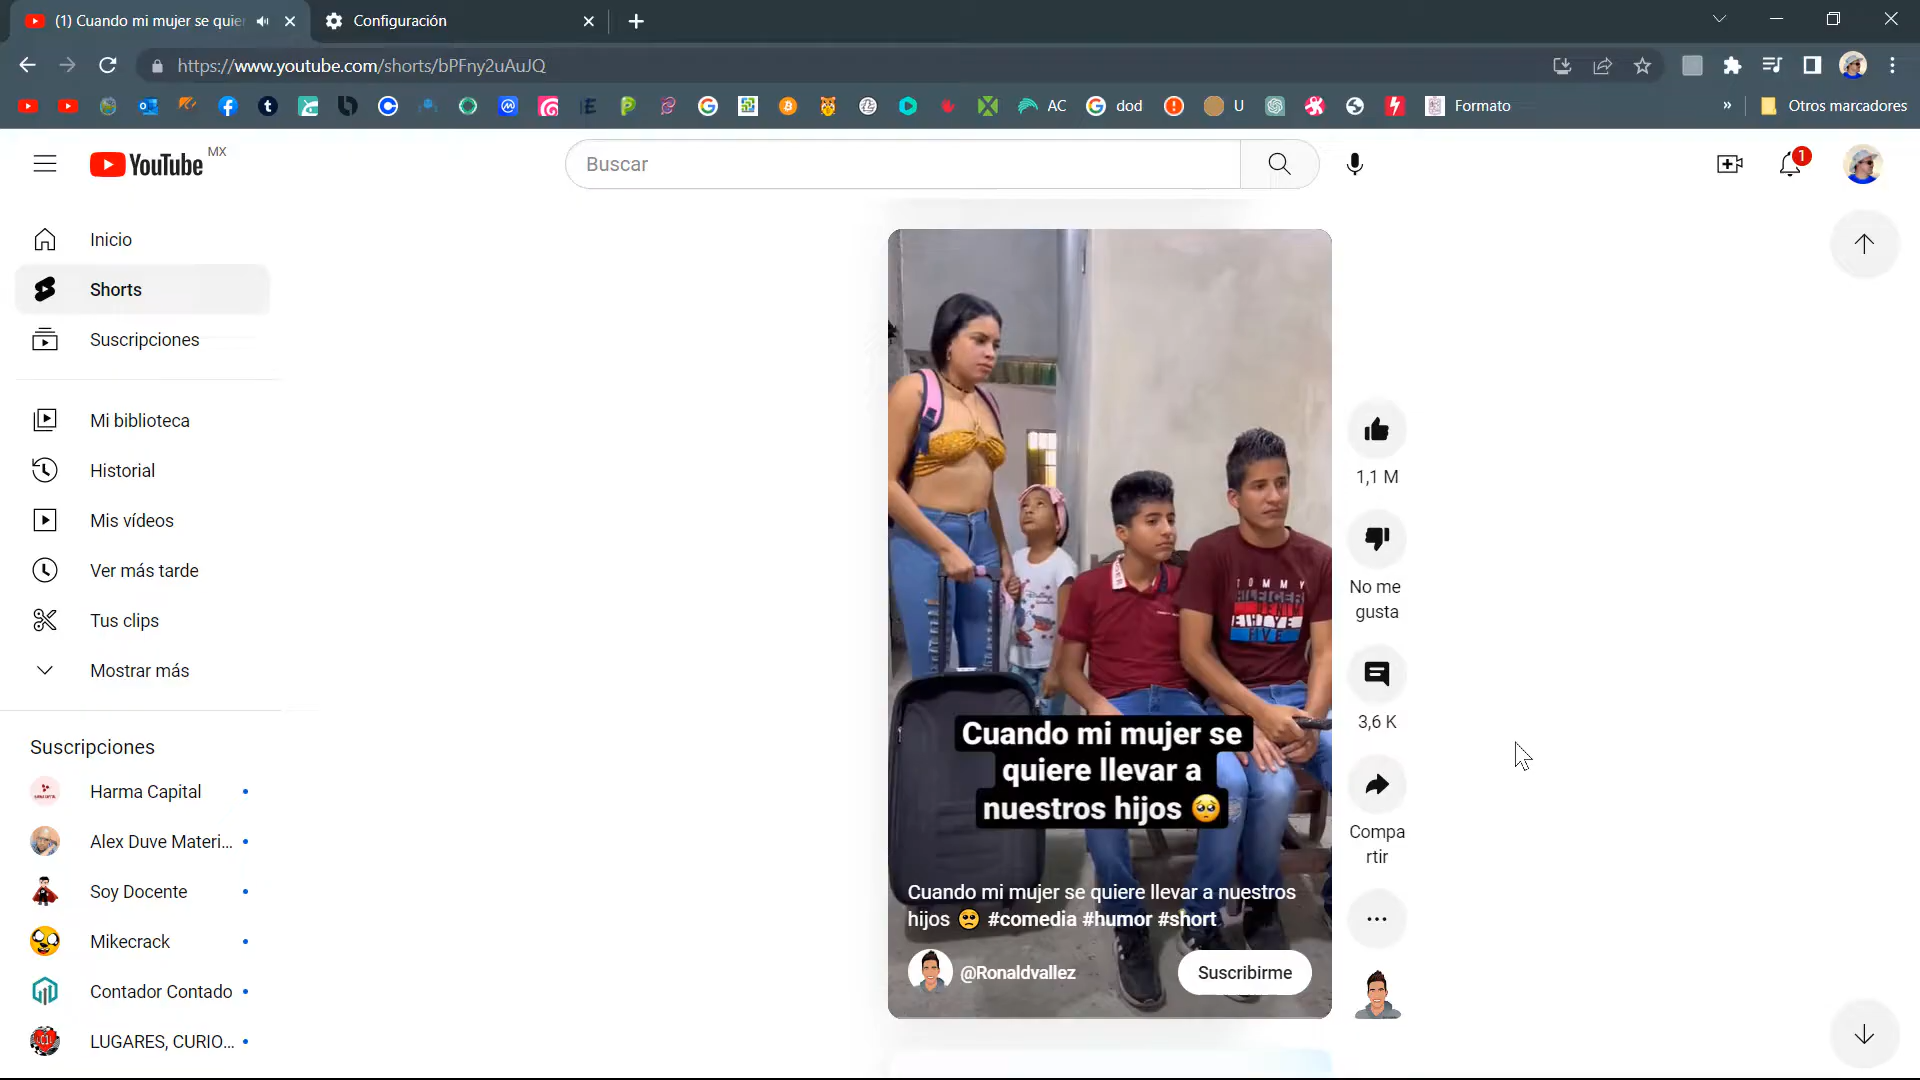 (1) Cuando mi mujer se quier
Configuración
https://www.youtube.com/shorts/bPFny2uAuJQ
AC
dod
U
Formato
»
Otros marcadores
YouTube MX
Buscar
1
Inicio
Shorts
Suscripciones
Mi biblioteca
Historial
Mis vídeos
Ver más tarde
Tus clips
Mostrar más
Suscripciones
Harma Capital
Alex Duve Materi...
Soy Docente
Mikecrack
Contador Contado
LUGARES, CURIO...
TOMMY
HILFIGER
Cuando mi mujer se
quiere llevar a
nuestros hijos 🥺
Cuando mi mujer se quiere llevar a nuestros
hijos 🥺 #comedia #humor #short
@Ronaldvallez
Suscribirme
1,1 M
No me
gusta
3,6 K
Compa
rtir